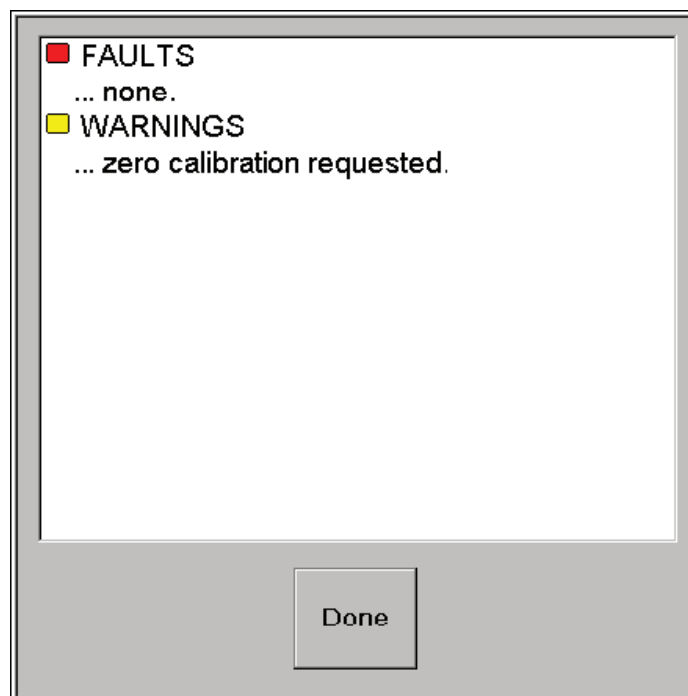 FAULTS
... none.
WARNINGS
... zero calibration requested.
Done